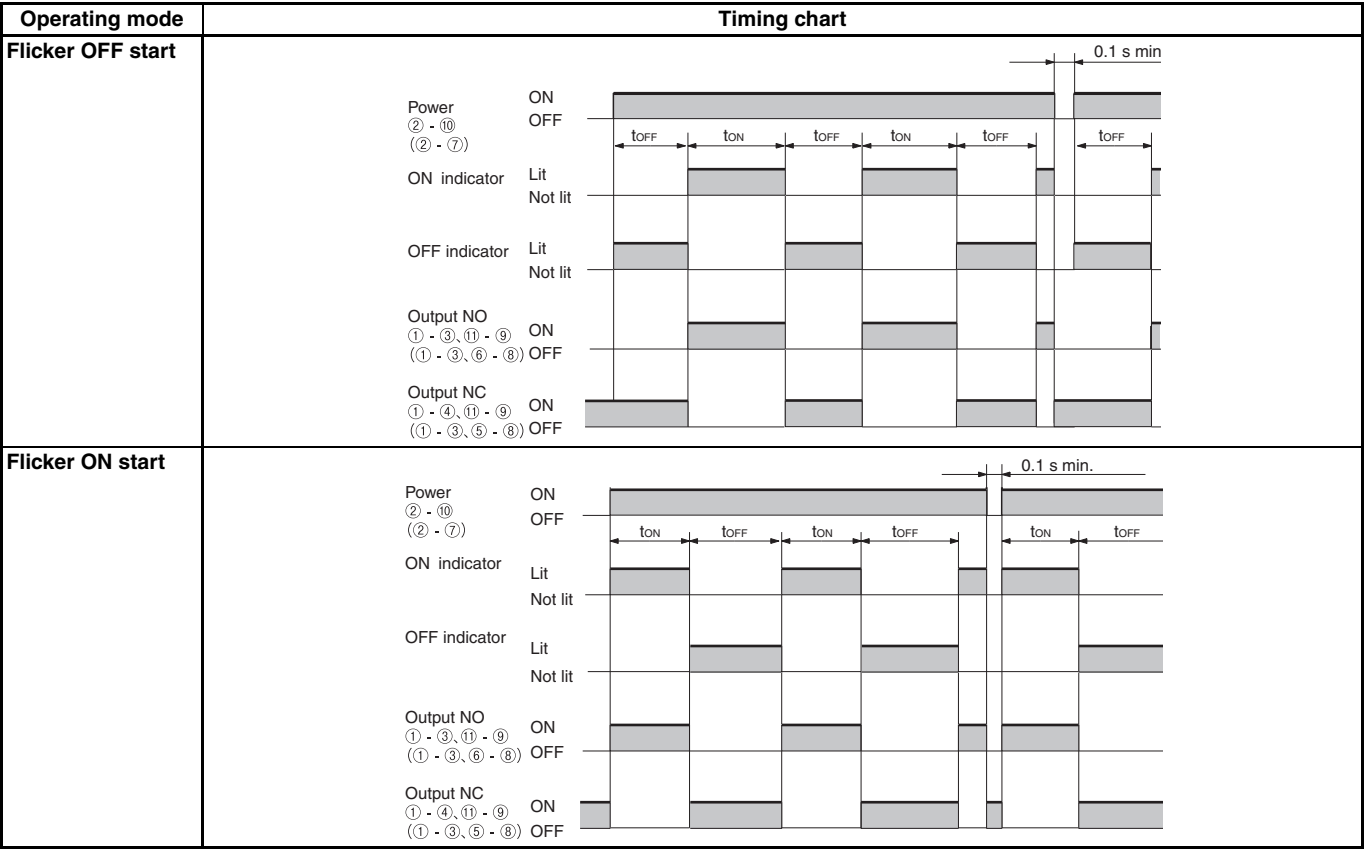 Operating mode Timing chart
Flicker OFF start
0.1 s min
Power ON
② - ⑩ OFF
(② - ⑦)
tOFF tON tOFF tON tOFF tOFF
ON indicator Lit
Not lit
OFF indicator Lit
Not lit
Output NO
① - ③、⑪ - ⑨ ON
(① - ③、⑥ - ⑧) OFF
Output NC
① - ④、⑪ - ⑨ ON
(① - ③、⑤ - ⑧) OFF
Flicker ON start
0.1 s min.
Power ON
② - ⑩ OFF
(② - ⑦)
tON tOFF tON tOFF tON tOFF
ON indicator Lit
Not lit
OFF indicator Lit
Not lit
Output NO
① - ③、⑪ - ⑨ ON
(① - ③、⑥ - ⑧) OFF
Output NC
① - ④、⑪ - ⑨ ON
(① - ③、⑤ - ⑧) OFF